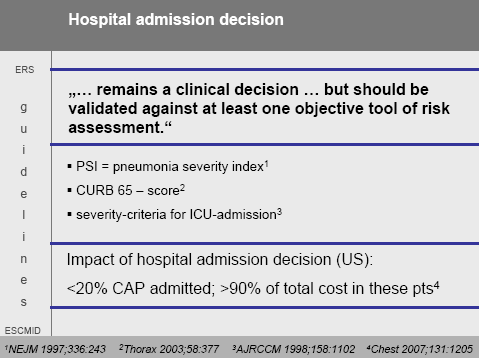 Hospital admission decision
ERS
g
u
i
d
e
l
i
n
e
s
ESCMID
„… remains a clinical decision … but should be
validated against at least one objective tool of risk
assessment.“
▪ PSI = pneumonia severity index¹
▪ CURB 65 – score²
▪ severity-criteria for ICU-admission³
Impact of hospital admission decision (US):
<20% CAP admitted; >90% of total cost in these pts⁴
¹NEJM 1997;336:243 ²Thorax 2003;58:377 ³AJRCCM 1998;158:1102 ⁴Chest 2007;131:1205